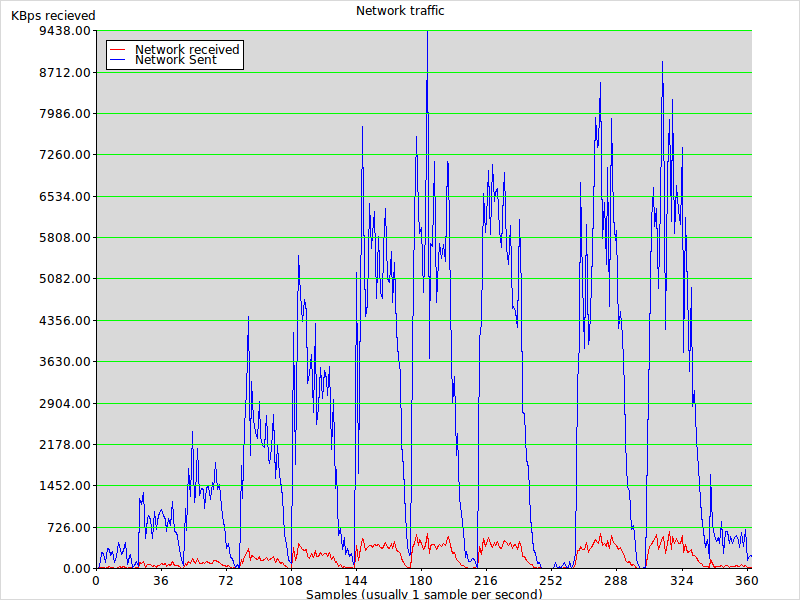 Network traffic
KBps recieved
9438.00
8712.00
7986.00
7260.00
6534.00
5808.00
5082.00
4356.00
3630.00
2904.00
2178.00
1452.00
726.00
0.00
Network received
Network Sent
0 36 72 108 144 180 216 252 288 324 360
Samples (usually 1 sample per second)